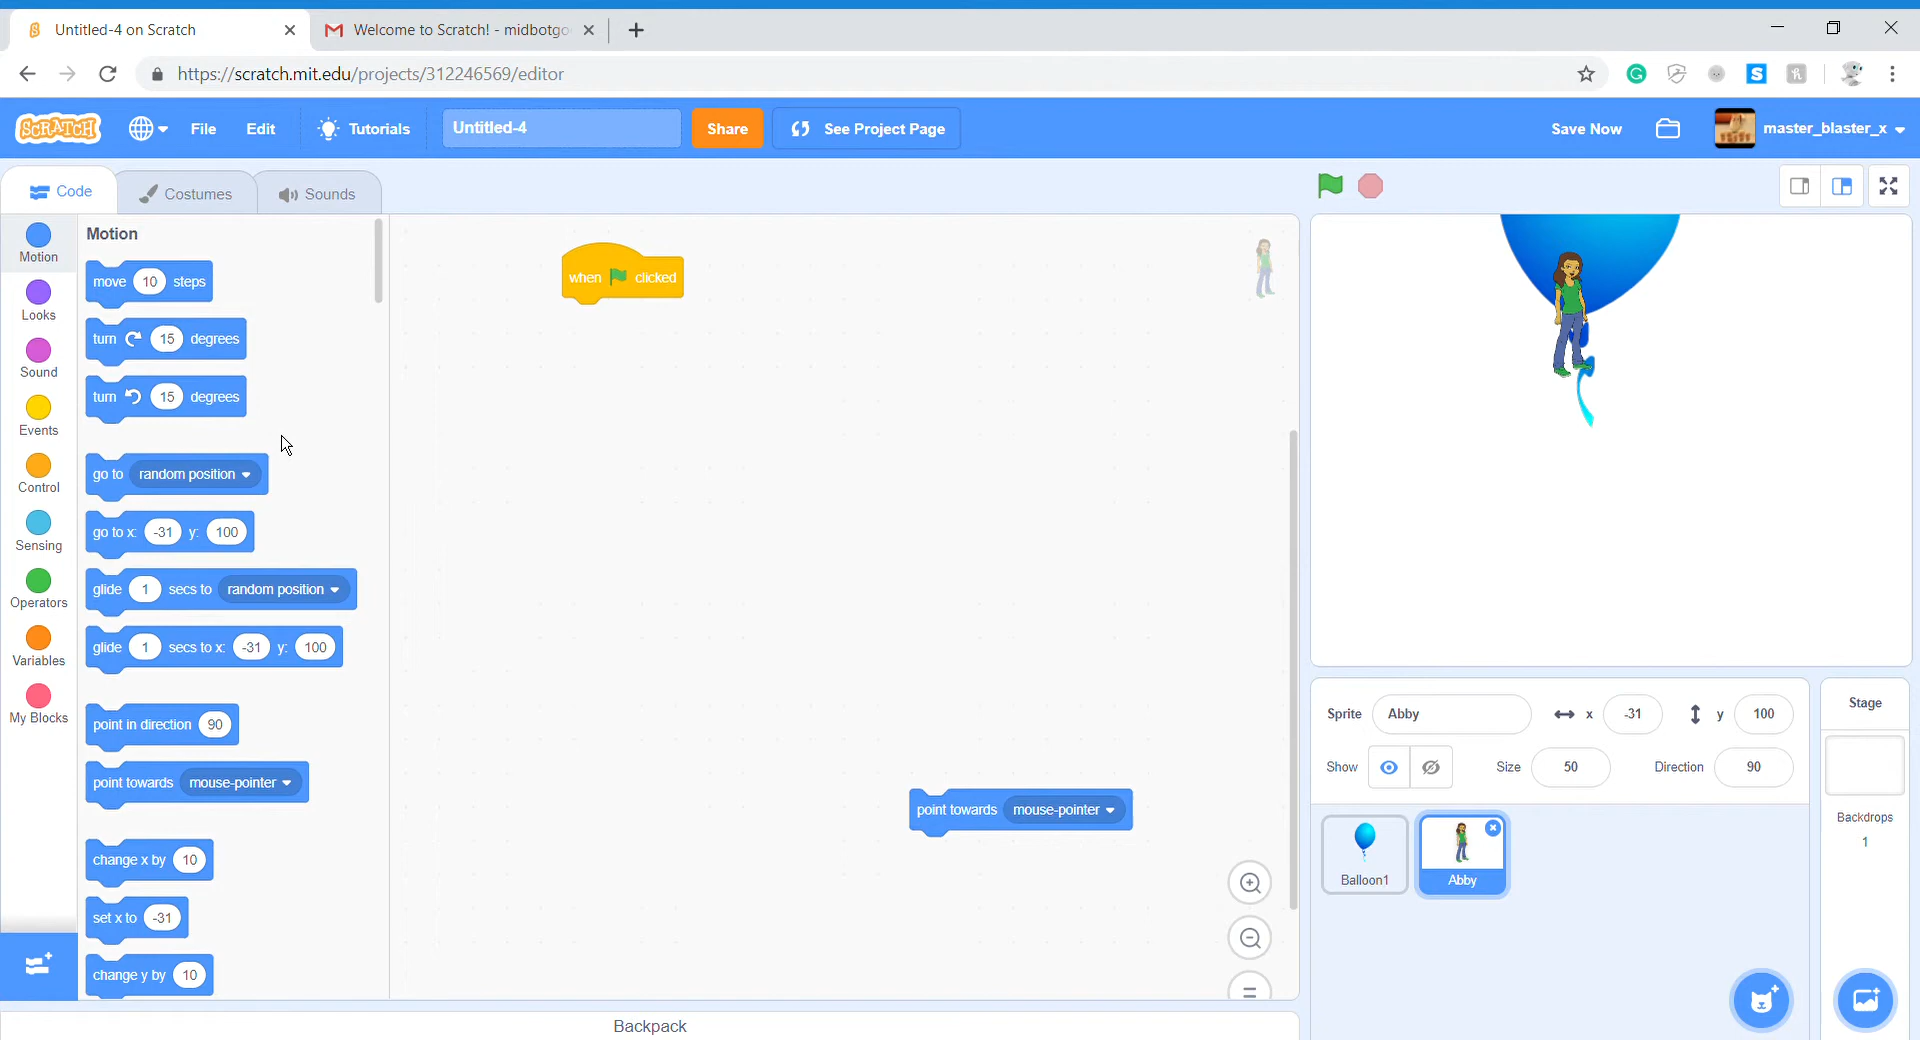 Untitled-4 on Scratch
Welcome to Scratch! - midbotgo
https://scratch.mit.edu/projects/312246569/editor
SCRATCH
File
Edit
Tutorials
Untitled-4
Share
See Project Page
Save Now
master_blaster_x
Code
Costumes
Sounds
Motion
Looks
Sound
Events
Control
Sensing
Operators
Variables
My Blocks
Motion
move 10 steps
turn 15 degrees
turn 15 degrees
go to random position
go to x: -31 y: 100
glide 1 secs to random position
glide 1 secs to x: -31 y: 100
point in direction 90
point towards mouse-pointer
change x by 10
set x to -31
change y by 10
when clicked
point towards mouse-pointer
Backpack
Sprite Abby x -31 y 100
Show Size 50 Direction 90
Balloon1
Abby
Stage
Backdrops
1